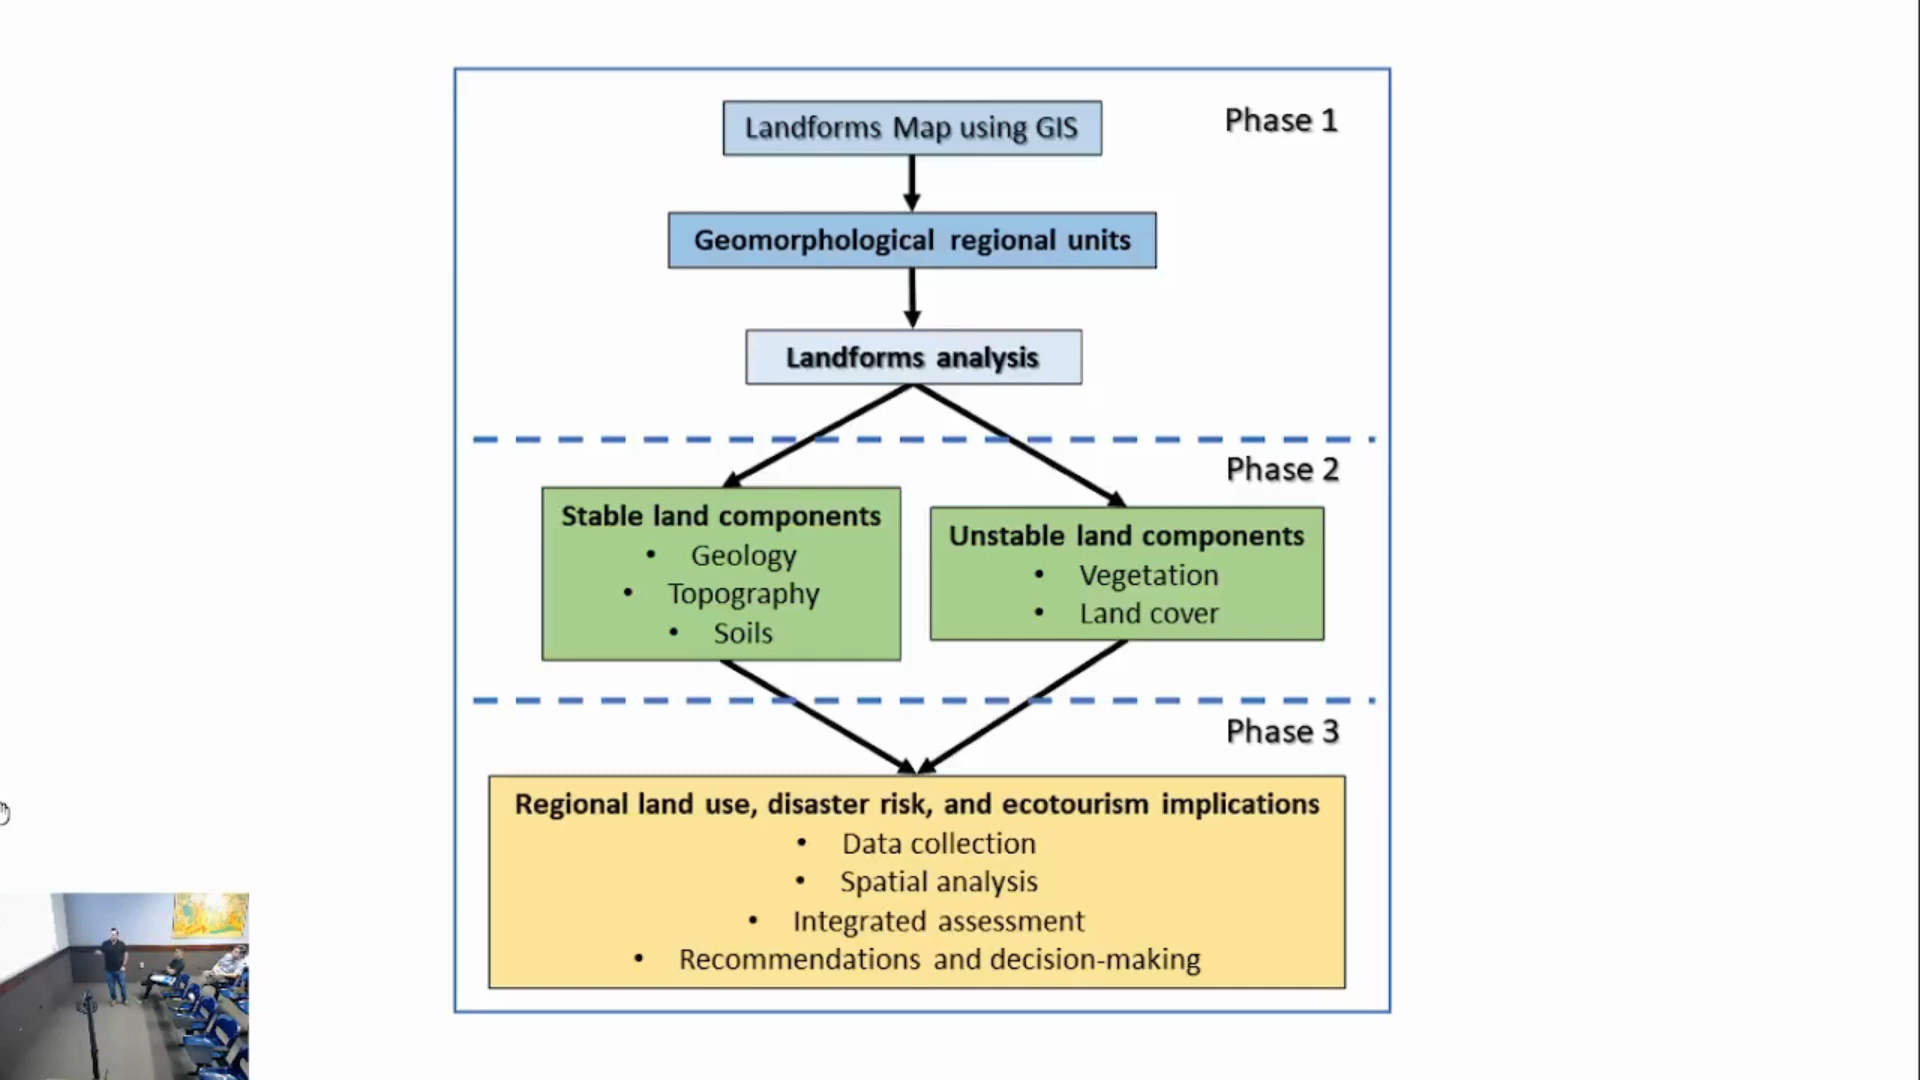 Phase 1
Landforms Map using GIS
Geomorphological regional units
Landforms analysis
Phase 2
Stable land components
• Geology
• Topography
• Soils
Unstable land components
• Vegetation
• Land cover
Phase 3
Regional land use, disaster risk, and ecotourism implications
• Data collection
• Spatial analysis
• Integrated assessment
• Recommendations and decision-making